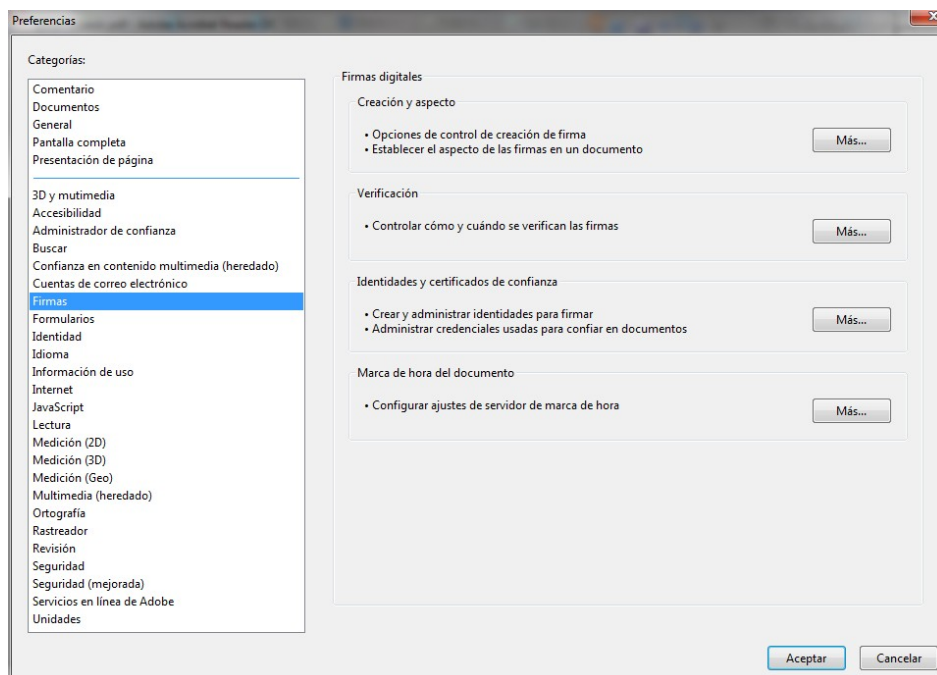 Preferencias
Categorías:
Comentario
Documentos
General
Pantalla completa
Presentación de página
3D y mutimedia
Accesibilidad
Administrador de confianza
Buscar
Confianza en contenido multimedia (heredado)
Cuentas de correo electrónico
Firmas
Formularios
Identidad
Idioma
Información de uso
Internet
JavaScript
Lectura
Medición (2D)
Medición (3D)
Medición (Geo)
Multimedia (heredado)
Ortografía
Rastreador
Revisión
Seguridad
Seguridad (mejorada)
Servicios en línea de Adobe
Unidades
Firmas digitales
Creación y aspecto
• Opciones de control de creación de firma
• Establecer el aspecto de las firmas en un documento
Más...
Verificación
• Controlar cómo y cuándo se verifican las firmas
Más...
Identidades y certificados de confianza
• Crear y administrar identidades para firmar
• Administrar credenciales usadas para confiar en documentos
Más...
Marca de hora del documento
• Configurar ajustes de servidor de marca de hora
Más...
Aceptar
Cancelar